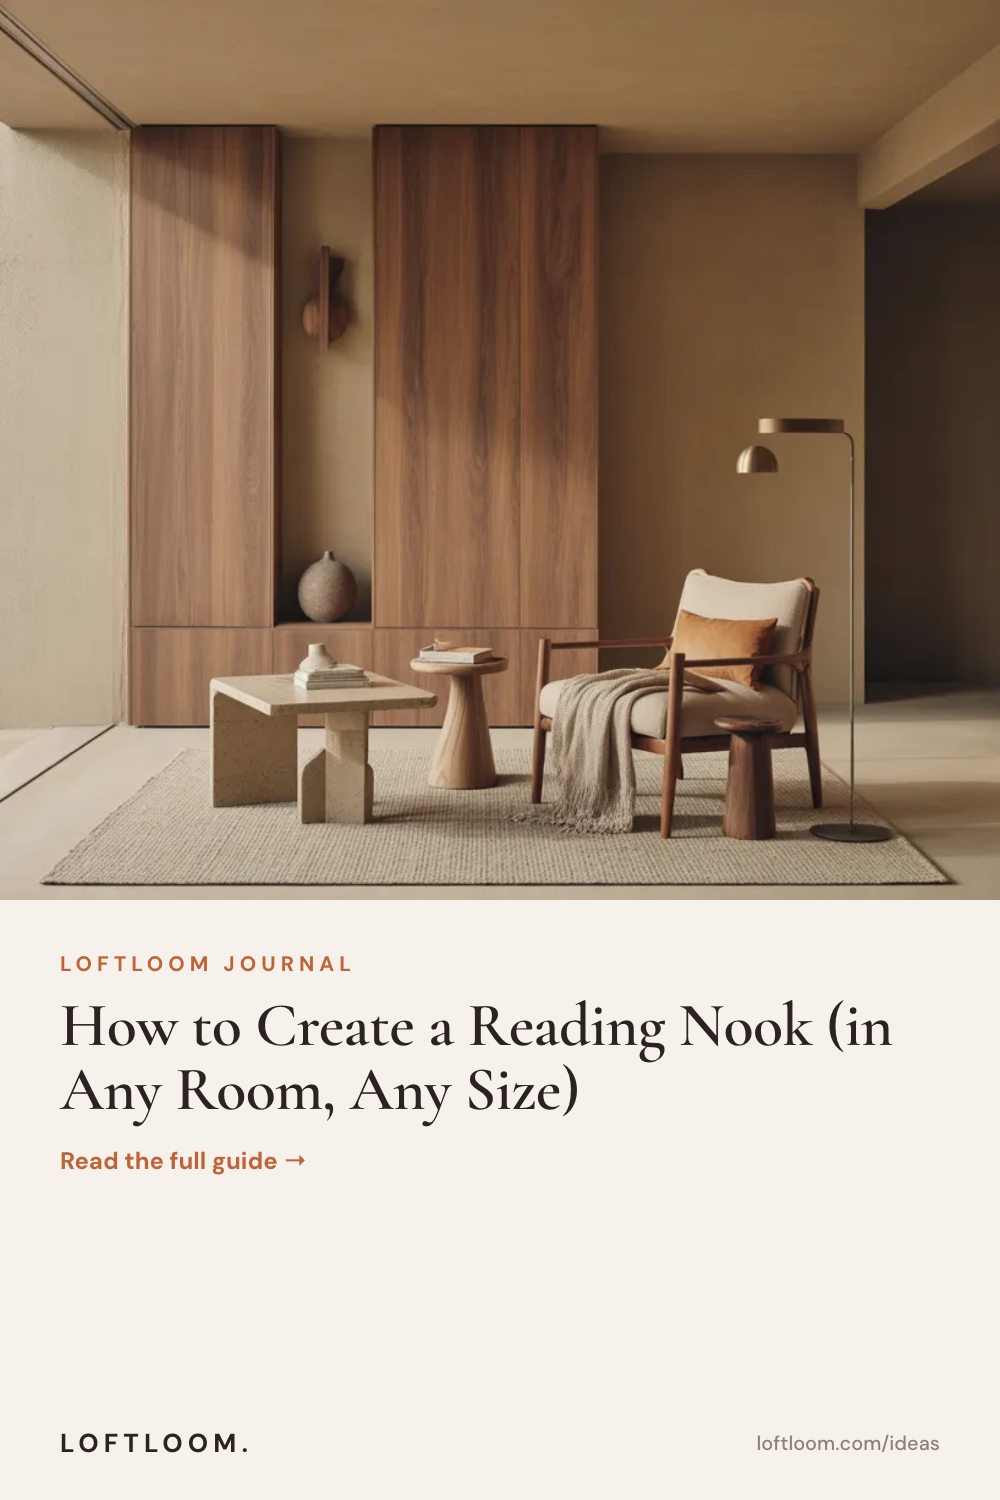 LOFTLOOM JOURNAL
How to Create a Reading Nook (in
Any Room, Any Size)
Read the full guide →
LOFTLOOM.
loftloom.com/ideas